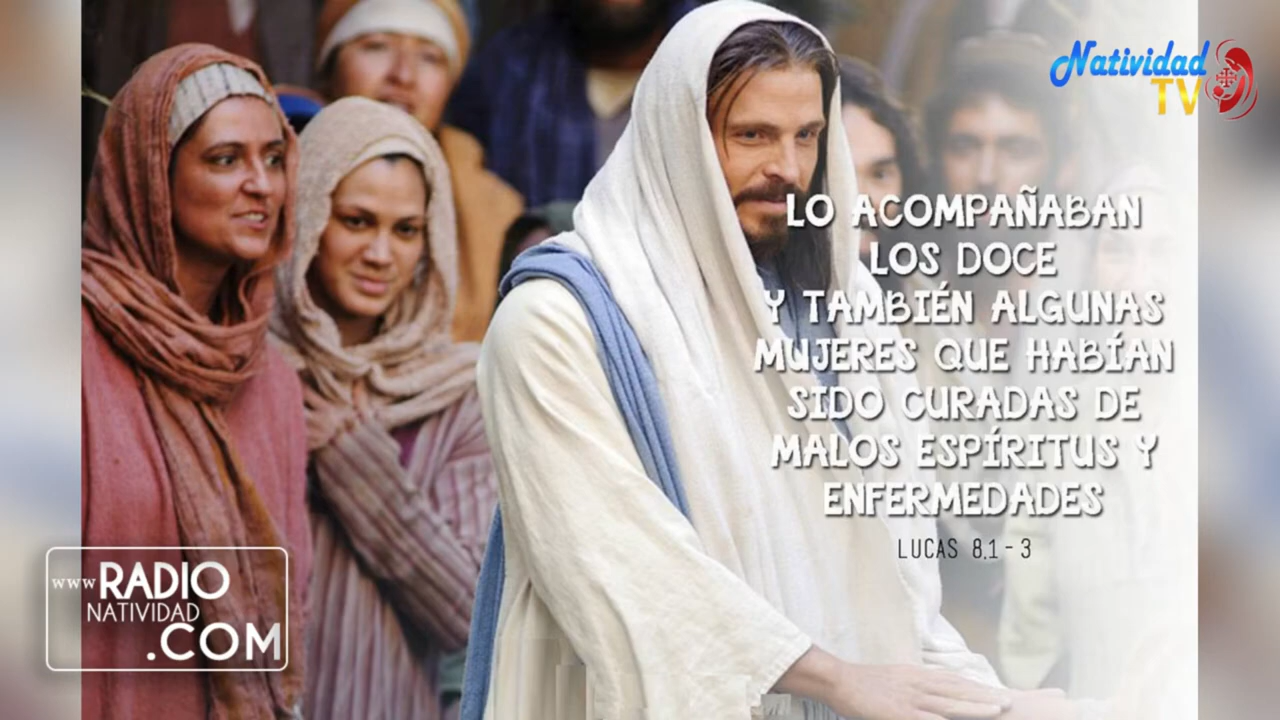 Natividad
TV
LO ACOMPAÑABAN
LOS DOCE
Y TAMBIÉN ALGUNAS
MUJERES QUE HABÍAN
SIDO CURADAS DE
MALOS ESPÍRITUS Y
ENFERMEDADES
LUCAS 8,1-3
www RADIO
NATIVIDAD
.COM